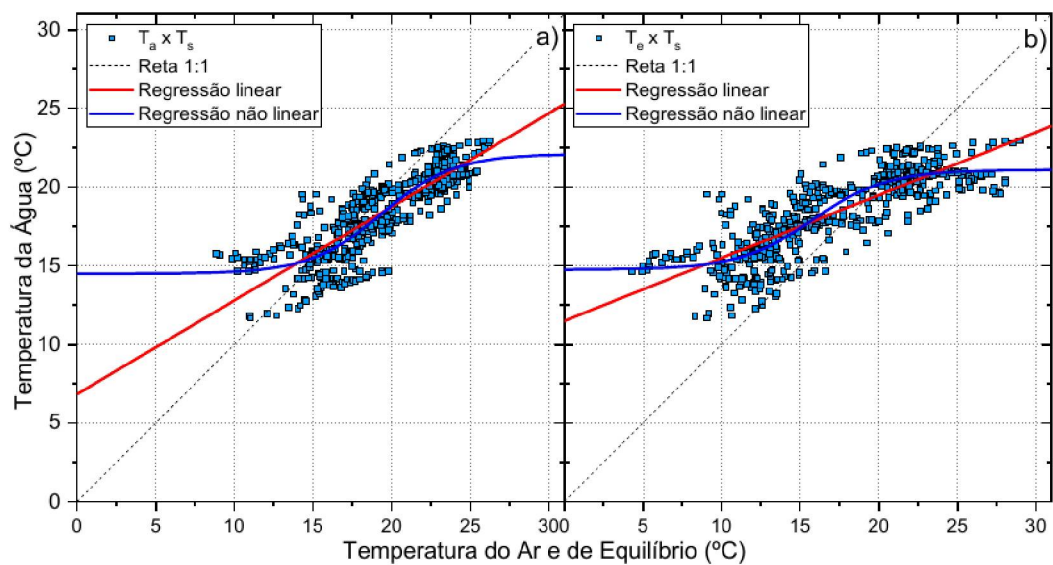 30
25
20
15
10
5
0
Temperatura da Água (ºC)
Tₐ x Tₛ
Reta 1:1
Regressão linear
Regressão não linear
a)
Tₑ x Tₛ
Reta 1:1
Regressão linear
Regressão não linear
b)
0 5 10 15 20 25 30 0 5 10 15 20 25 30
Temperatura do Ar e de Equilíbrio (ºC)